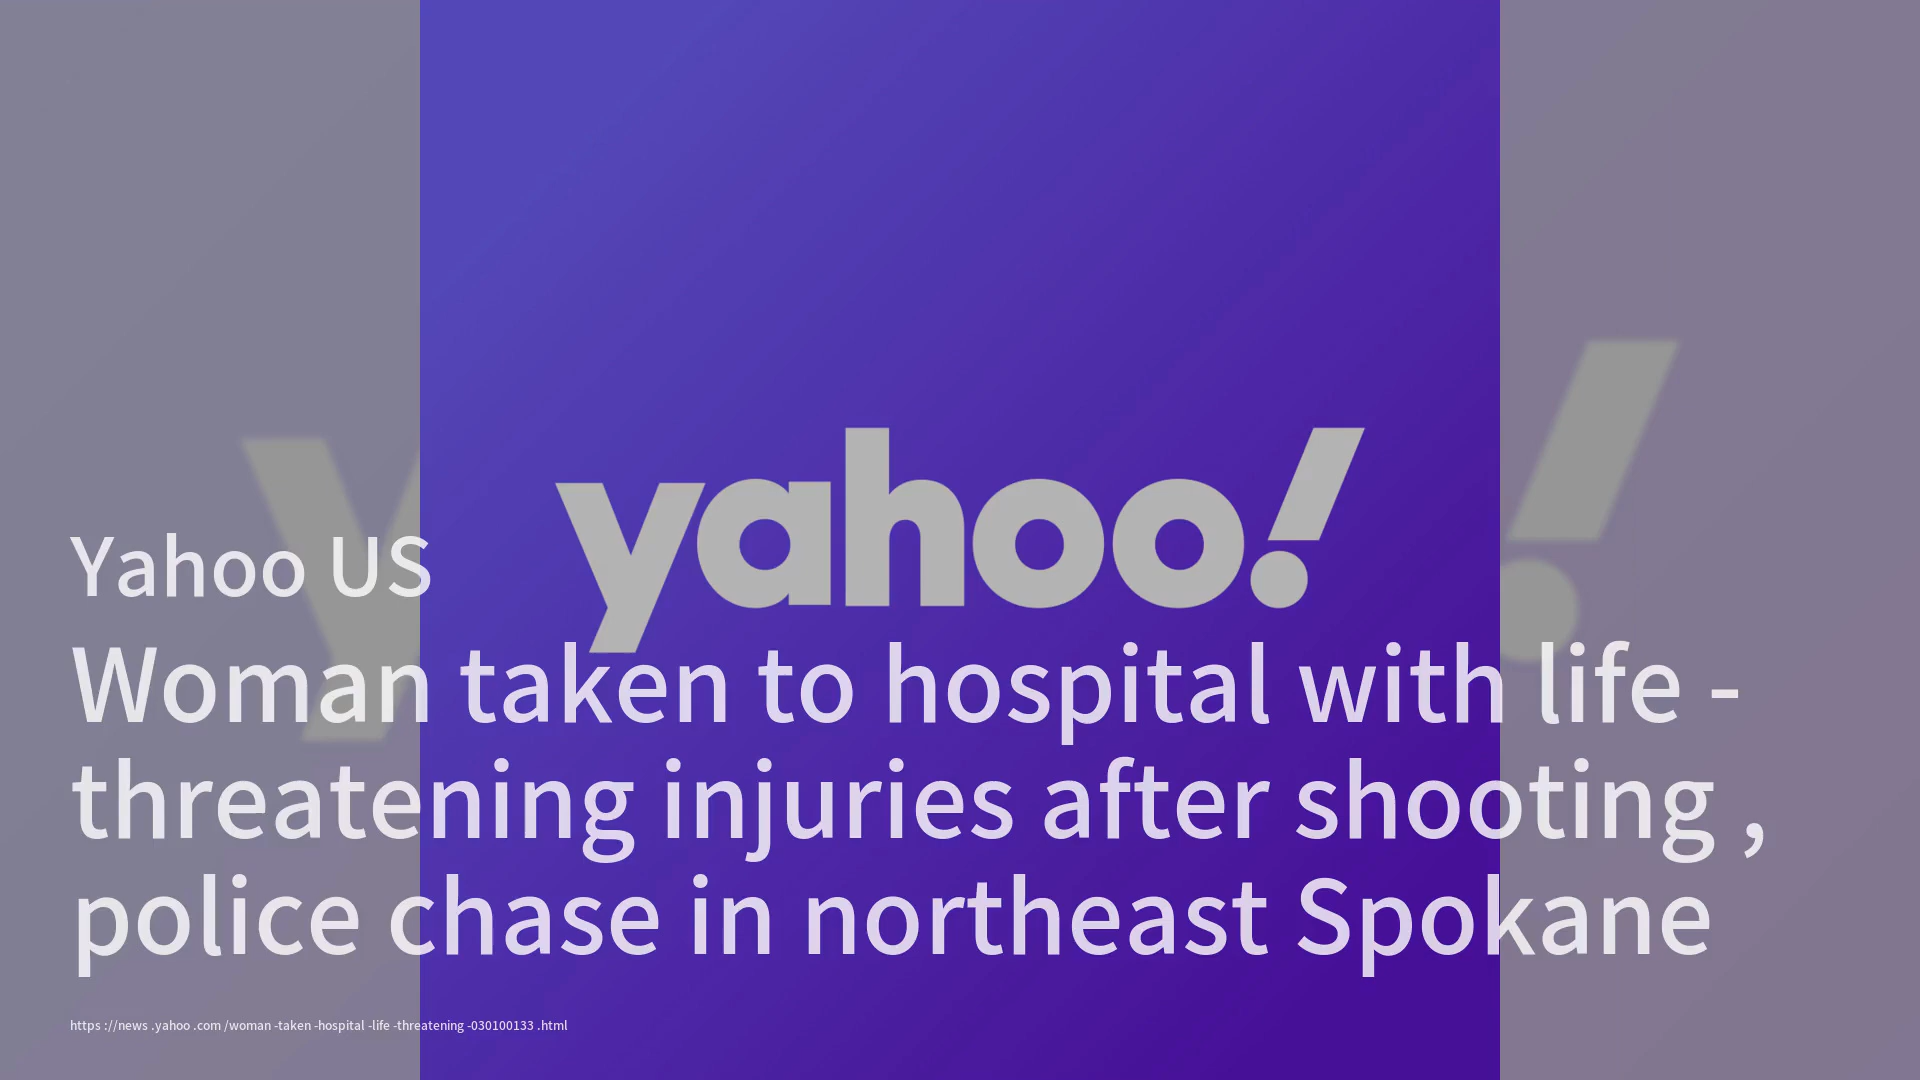 yahoo!
Yahoo US
Woman taken to hospital with life -
threatening injuries after shooting ,
police chase in northeast Spokane
https ://news .yahoo .com /woman -taken -hospital -life -threatening -030100133 .html